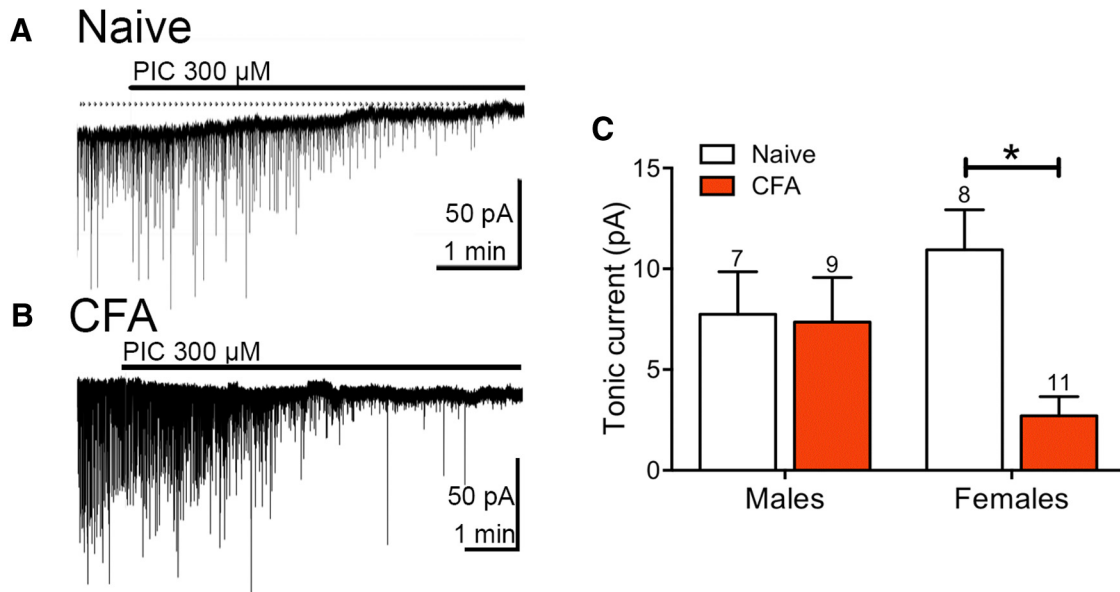 A
Naive
PIC 300 µM
50 pA
1 min
B
CFA
PIC 300 µM
50 pA
1 min
C
Naive
CFA
Tonic current (pA)
15
10
5
0
7
9
8
11
*
Males
Females